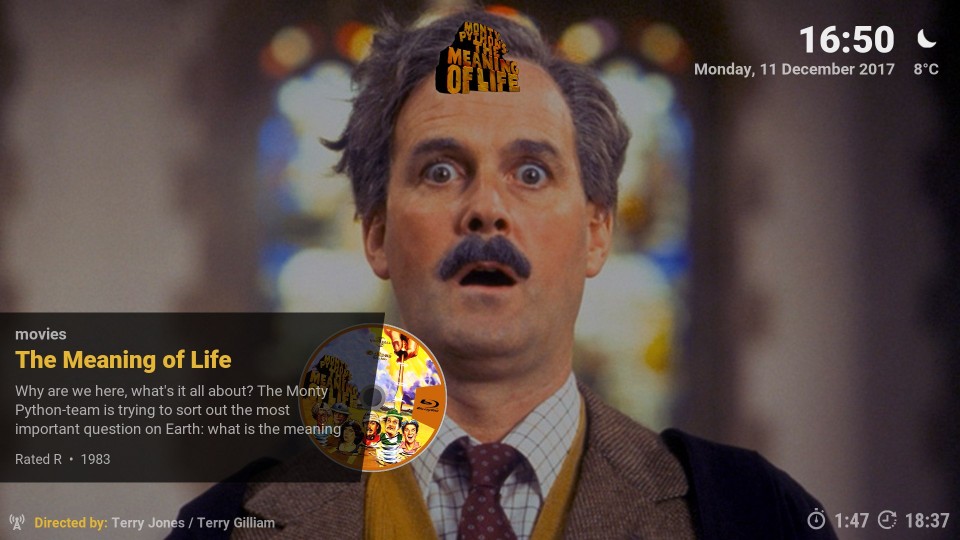 MONTY
PYTHON'S
THE
MEANING
OF LIFE
16:50
Monday, 11 December 2017
8°C
movies
The Meaning of Life
Why are we here, what's it all about? The Monty
Python-team is trying to sort out the most
important question on Earth: what is the meaning
Rated R • 1983
Directed by: Terry Jones / Terry Gilliam
1:47
18:37